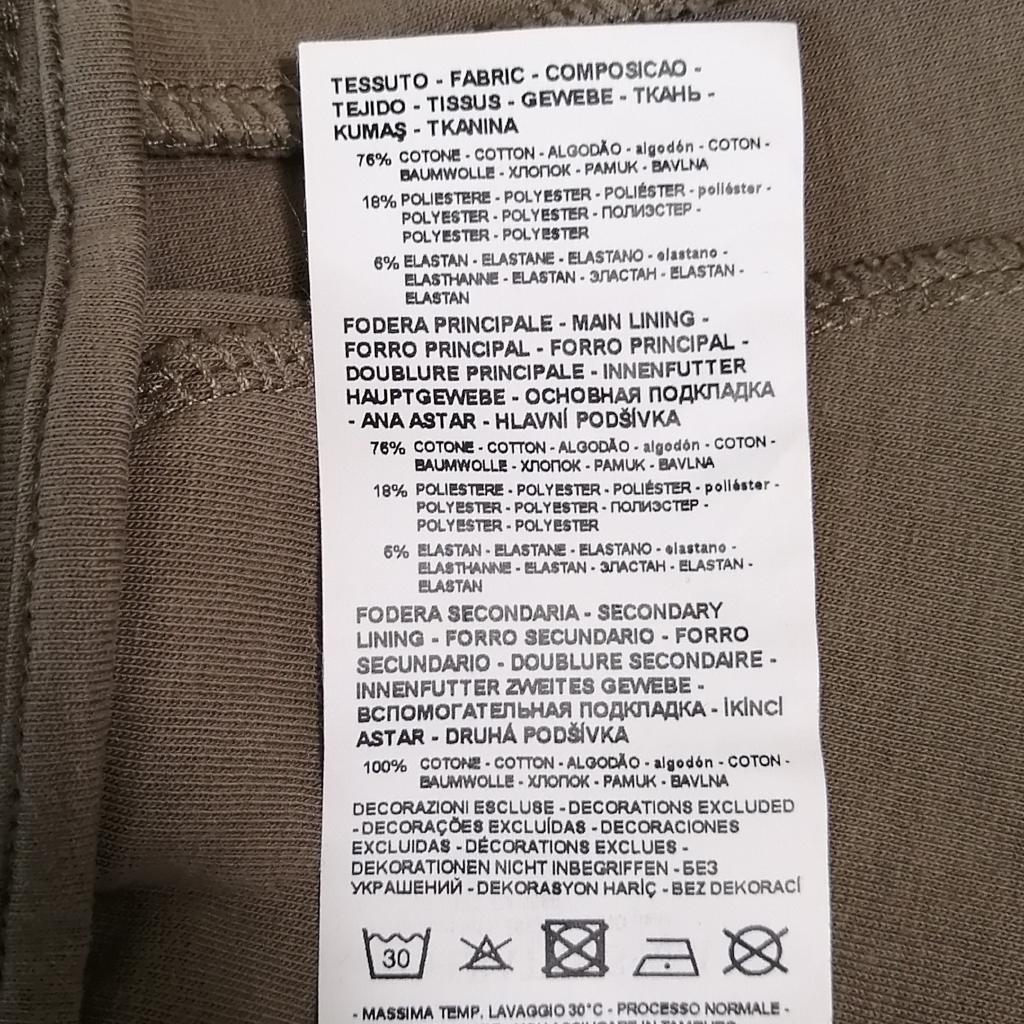 TESSUTO - FABRIC - COMPOSICAO -
TEJIDO - TISSUS - GEWEBE - ТКАНЬ -
KUMAŞ - TKANINA
76% COTONE - COTTON - ALGODÃO - algodón - COTON -
BAUMWOLLE - ХЛОПОК - PAMUK - BAVLNA
18% POLIESTERE - POLYESTER - POLIÉSTER - poliéster -
POLYESTER - POLYESTER - ПОЛИЭСТЕР -
POLYESTER - POLYESTER
6% ELASTAN - ELASTANE - ELASTANO - elastano -
ELASTHANNE - ELASTAN - ЭЛАСТАН - ELASTAN -
ELASTAN
FODERA PRINCIPALE - MAIN LINING -
FORRO PRINCIPAL - FORRO PRINCIPAL -
DOUBLURE PRINCIPALE - INNENFUTTER
HAUPTGEWEBE - ОСНОВНАЯ ПОДКЛАДКА
- ANA ASTAR - HLAVNÍ PODŠÍVKA
76% COTONE - COTTON - ALGODÃO - algodón - COTON -
BAUMWOLLE - ХЛОПОК - PAMUK - BAVLNA
18% POLIESTERE - POLYESTER - POLIÉSTER - poliéster -
POLYESTER - POLYESTER - ПОЛИЭСТЕР -
POLYESTER - POLYESTER
6% ELASTAN - ELASTANE - ELASTANO - elastano -
ELASTHANNE - ELASTAN - ЭЛАСТАН - ELASTAN -
ELASTAN
FODERA SECONDARIA - SECONDARY
LINING - FORRO SECUNDARIO - FORRO
SECUNDARIO - DOUBLURE SECONDAIRE -
INNENFUTTER ZWEITES GEWEBE -
ВСПОМОГАТЕЛЬНАЯ ПОДКЛАДКА - İKİNCİ
ASTAR - DRUHÁ PODŠÍVKA
100% COTONE - COTTON - ALGODÃO - algodón - COTON -
BAUMWOLLE - ХЛОПОК - PAMUK - BAVLNA
DECORAZIONI ESCLUSE - DECORATIONS EXCLUDED
- DECORAÇÕES EXCLUÍDAS - DECORACIONES
EXCLUIDAS - DÉCORATIONS EXCLUES -
DEKORATIONEN NICHT INBEGRIFFEN - БЕЗ
УКРАШЕНИЙ - DEKORASYON HARİÇ - BEZ DEKORACÍ
30
- MASSIMA TEMP. LAVAGGIO 30°C - PROCESSO NORMALE -